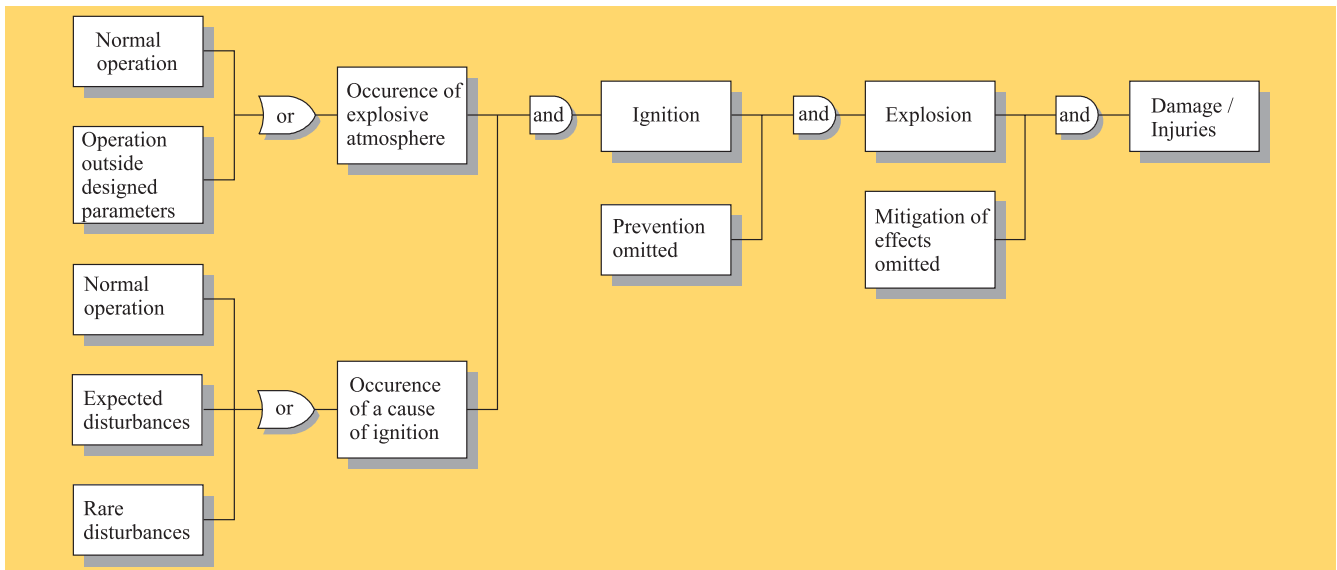 Normal
operation
Operation
outside
designed
parameters
or
Occurence of
explosive
atmosphere
and
Ignition
and
Explosion
and
Damage /
Injuries
Prevention
omitted
Mitigation of
effects
omitted
Normal
operation
Expected
disturbances
Rare
disturbances
or
Occurence
of a cause
of ignition